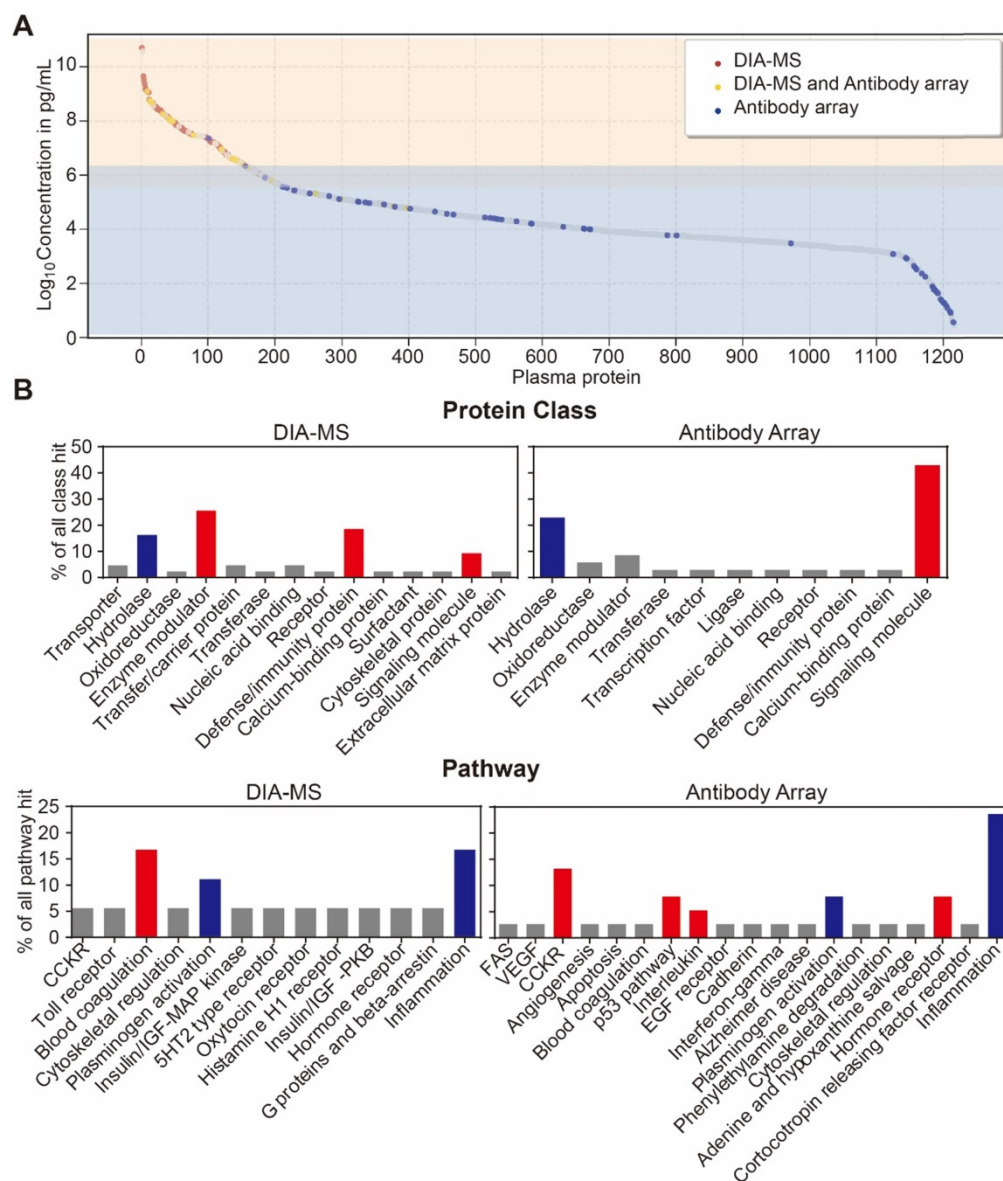 A
Log10Concentration in pg/mL
10
8
6
4
2
0
DIA-MS
DIA-MS and Antibody array
Antibody array
0 100 200 300 400 500 600 700 800 900 1000 1100 1200
Plasma protein
B
Protein Class
DIA-MS
Antibody Array
% of all class hit
50
40
30
20
10
0
Transporter
Hydrolase
Oxidoreductase
Enzyme modulator
Transfer/carrier protein
Transferase
Nucleic acid binding
Receptor
Defense/immunity protein
Calcium-binding protein
Surfactant
Cytoskeletal protein
Signaling molecule
Extracellular matrix protein
Hydrolase
Oxidoreductase
Enzyme modulator
Transferase
Transcription factor
Ligase
Nucleic acid binding
Receptor
Defense/immunity protein
Calcium-binding protein
Signaling molecule
Pathway
DIA-MS
Antibody Array
% of all pathway hit
25
20
15
10
5
0
CCKR
Toll receptor
Blood coagulation
Cytoskeletal regulation
Plasminogen activation
Insulin/IGF-MAP kinase
5HT2 type receptor
Oxytocin receptor
Histamine H1 receptor
Insulin/IGF -PKB
Hormone receptor
G proteins and beta-arrestin
Inflammation
FAS
VEGF
CCKR
Angiogenesis
Apoptosis
Blood coagulation
p53 pathway
Interleukin
EGF receptor
Cadherin
Interferon-gamma
Alzheimer disease
Plasminogen activation
Phenylethylamine degradation
Cytoskeletal regulation
Adenine and hypoxanthine salvage
Hormone receptor
Cortocotropin releasing factor receptor
Inflammation